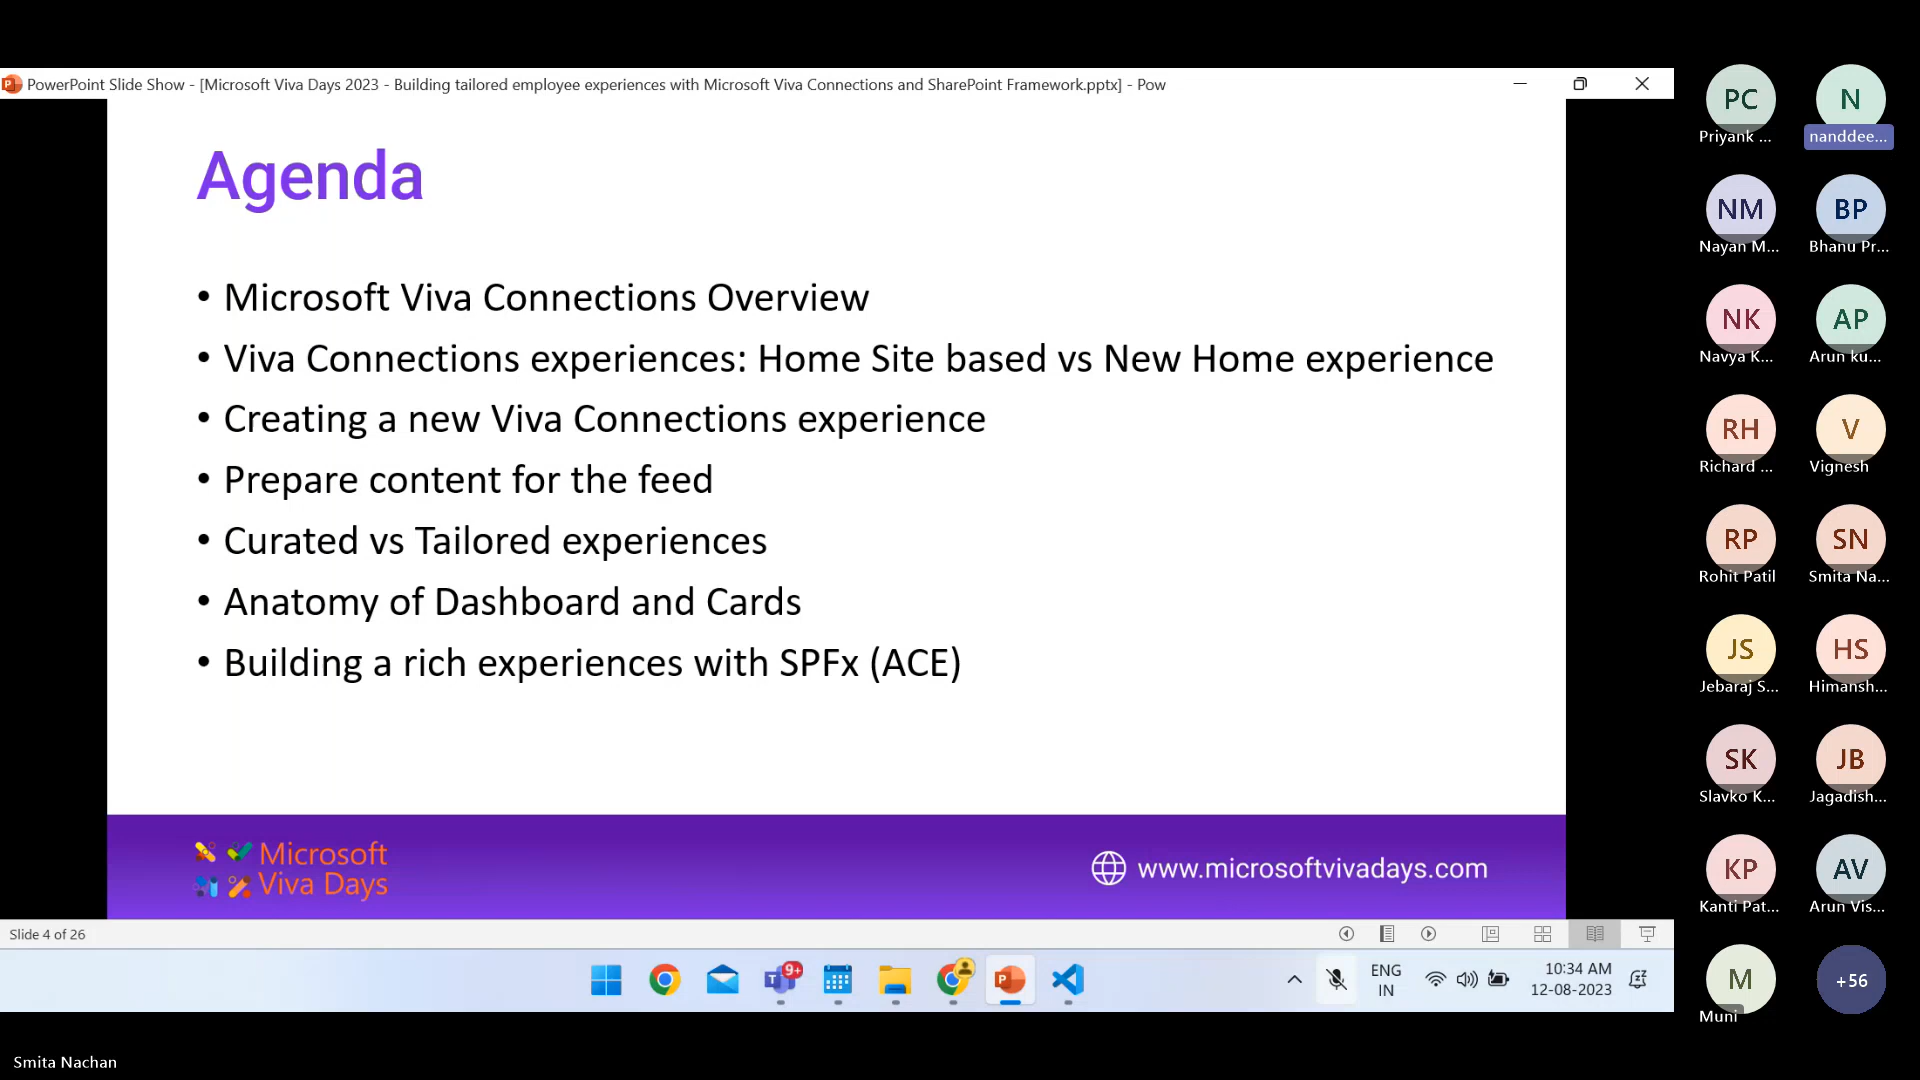 PowerPoint Slide Show - [Microsoft Viva Days 2023 - Building tailored employee experiences with Microsoft Viva Connections and SharePoint Framework.pptx] - Pow
Agenda
• Microsoft Viva Connections Overview
• Viva Connections experiences: Home Site based vs New Home experience
• Creating a new Viva Connections experience
• Prepare content for the feed
• Curated vs Tailored experiences
• Anatomy of Dashboard and Cards
• Building a rich experiences with SPFx (ACE)
Microsoft
Viva Days
www.microsoftvivadays.com
Slide 4 of 26
9+
ENG
IN
10:34 AM
12-08-2023
Smita Nachan
PC
Priyank ...
N
nanddee...
NM
Nayan M...
BP
Bhanu Pr...
NK
Navya K...
AP
Arun ku...
RH
Richard ...
V
Vignesh
RP
Rohit Patil
SN
Smita Na...
JS
Jebaraj S...
HS
Himansh...
SK
Slavko K...
JB
Jagadish...
KP
Kanti Pat...
AV
Arun Vis...
M
Muni
+56